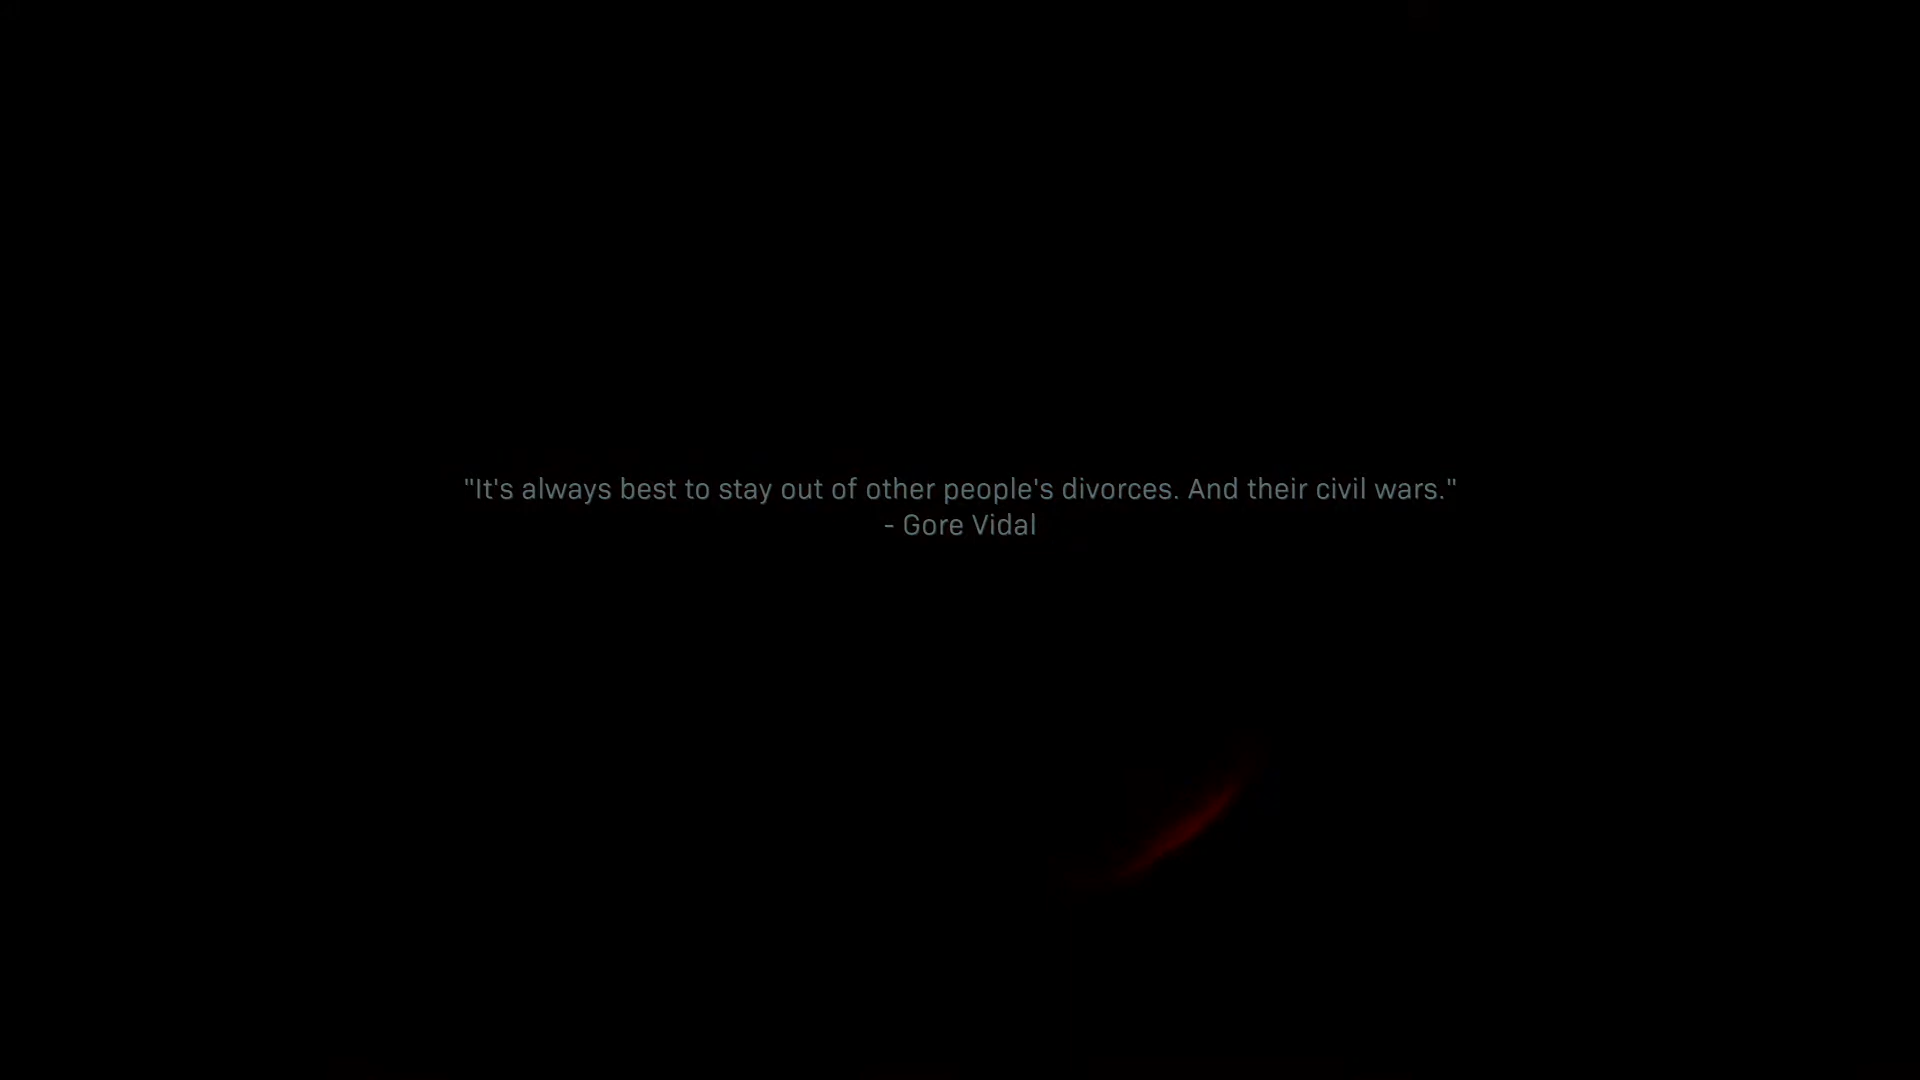 "It's always best to stay out of other people's divorces. And their civil wars."
- Gore Vidal